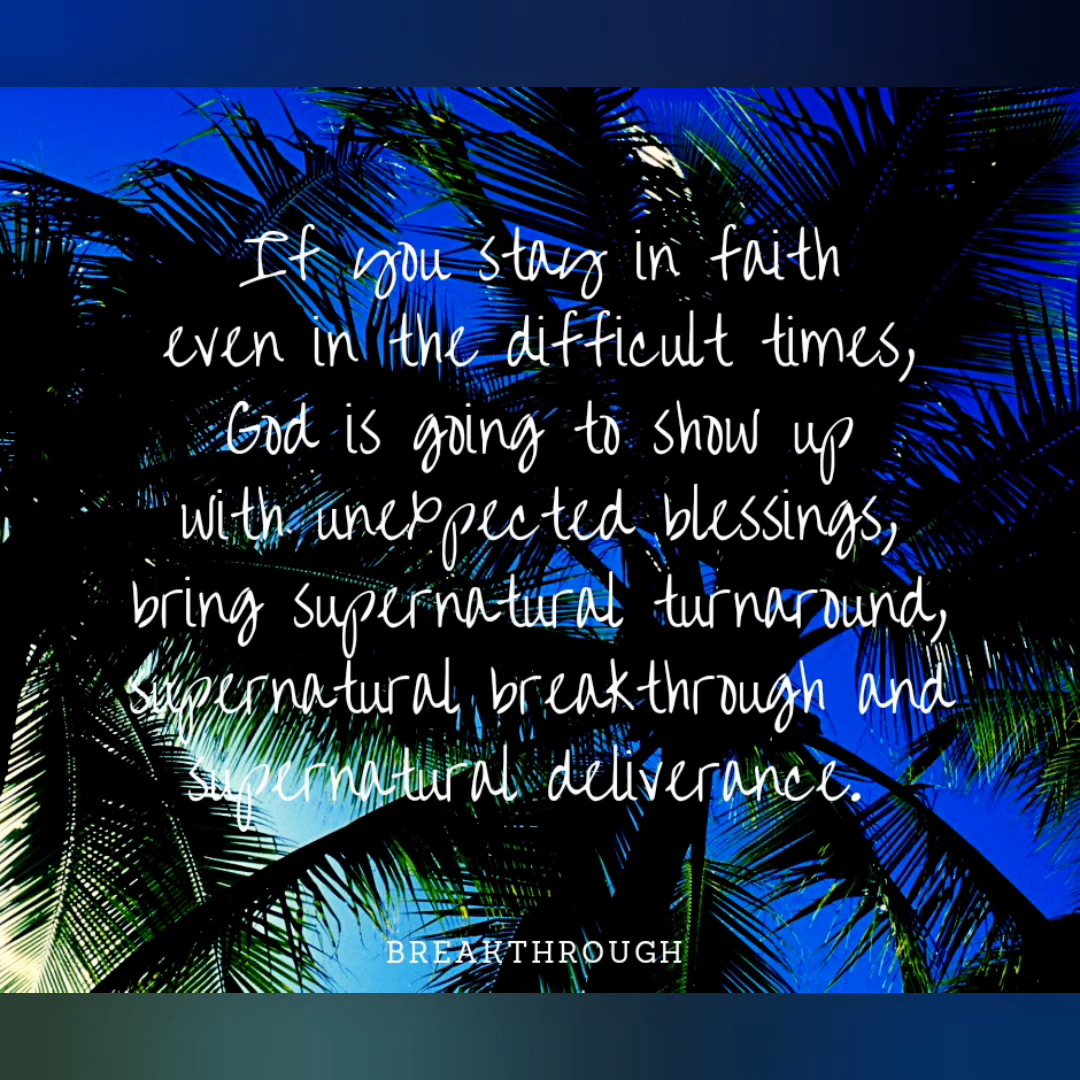 If you stay in faith
even in the difficult times,
God is going to show up
with unexpected blessings,
bring supernatural turnaround,
supernatural breakthrough and
supernatural deliverance.
BREAKTHROUGH